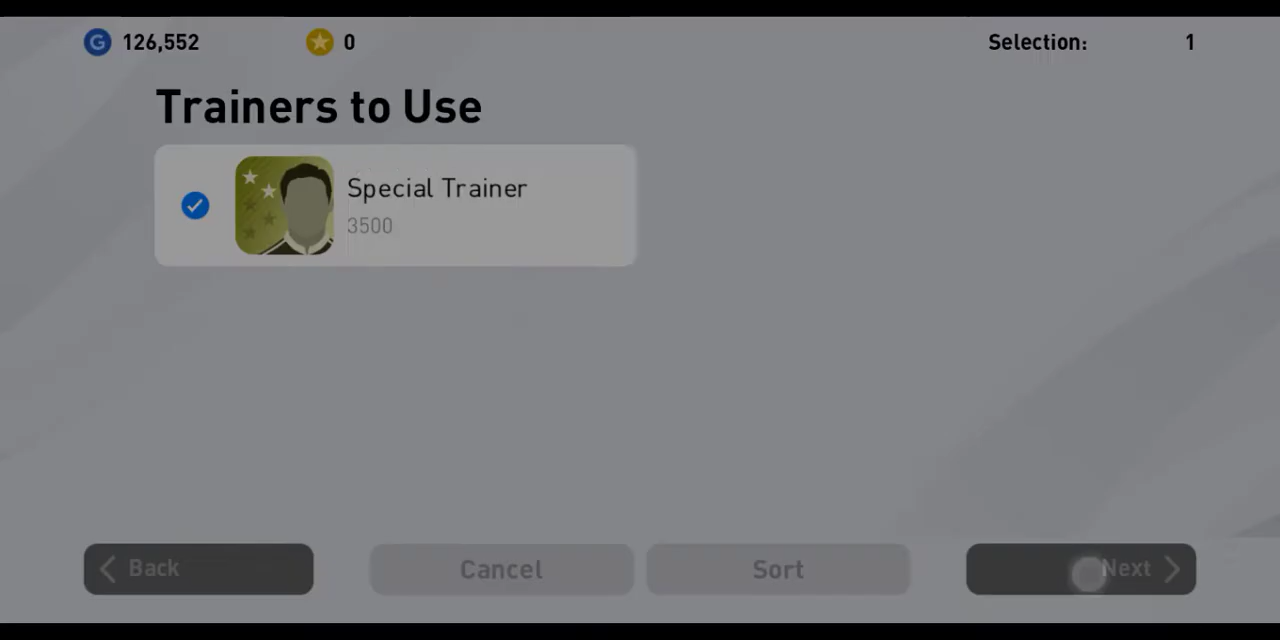 G 126,552 0 Selection: 1
Trainers to Use
Special Trainer
3500
Back Cancel Sort Next